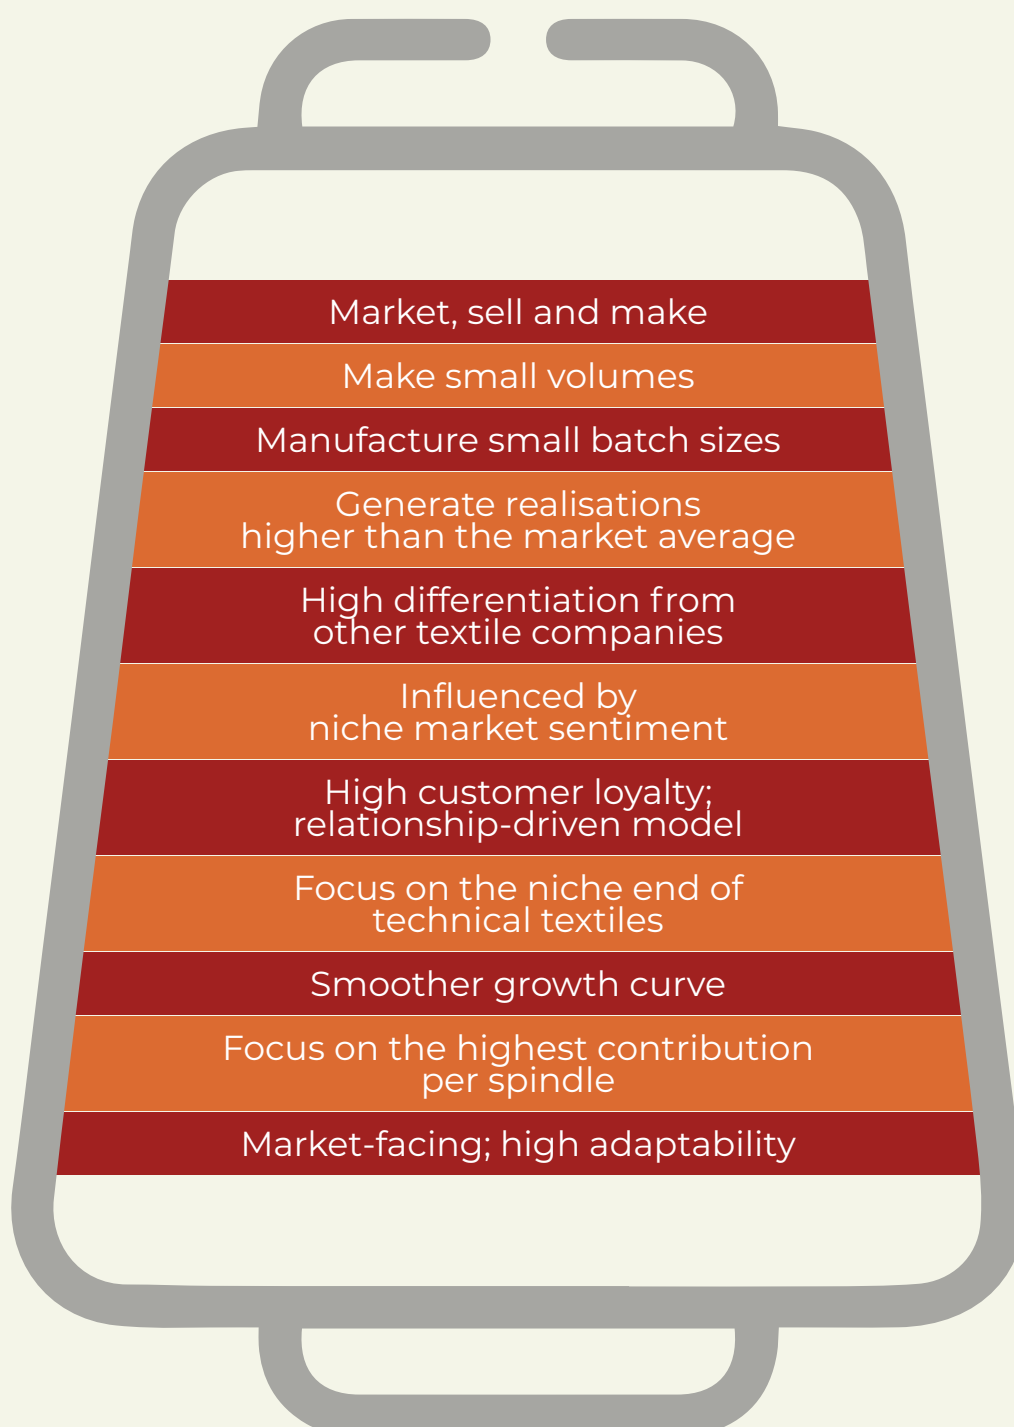 Market, sell and make
Make small volumes
Manufacture small batch sizes
Generate realisations
higher than the market average
High differentiation from
other textile companies
Influenced by
niche market sentiment
High customer loyalty;
relationship-driven model
Focus on the niche end of
technical textiles
Smoother growth curve
Focus on the highest contribution
per spindle
Market-facing; high adaptability